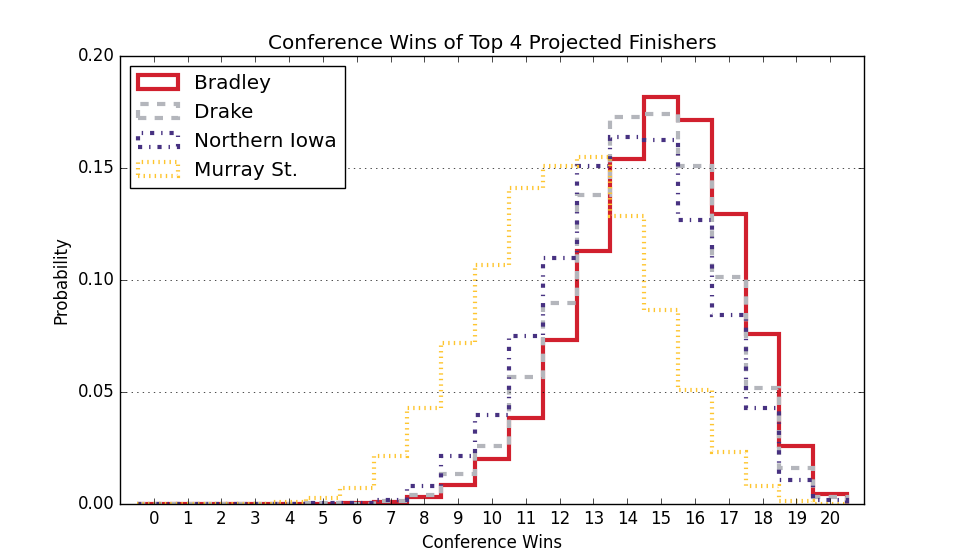 Conference Wins of Top 4 Projected Finishers
Bradley
Drake
Northern Iowa
Murray St.
0.20
0.15
0.10
0.05
0.00
Probability
0 1 2 3 4 5 6 7 8 9 10 11 12 13 14 15 16 17 18 19 20
Conference Wins